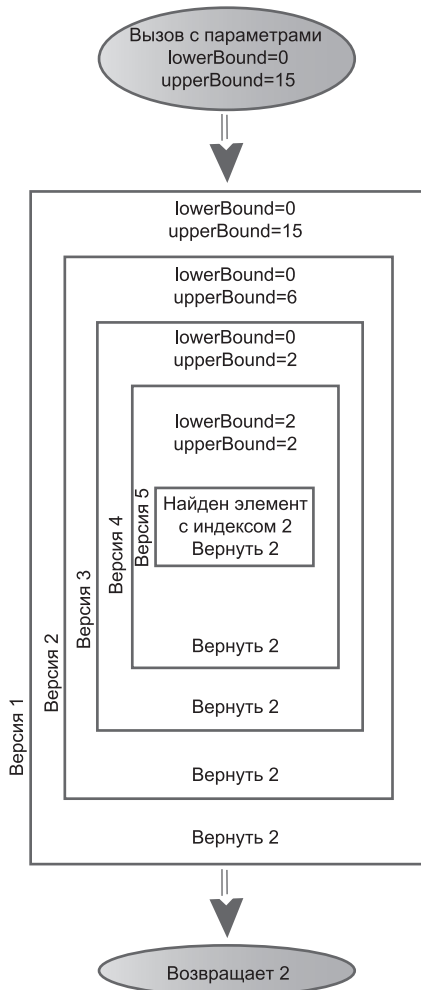 Вызов с параметрами
lowerBound=0
upperBound=15
lowerBound=0
upperBound=15
lowerBound=0
upperBound=6
lowerBound=0
upperBound=2
lowerBound=2
upperBound=2
Найден элемент
с индексом 2
Вернуть 2
Вернуть 2
Вернуть 2
Вернуть 2
Вернуть 2
Версия 1
Версия 2
Версия 3
Версия 4
Версия 5
Возвращает 2